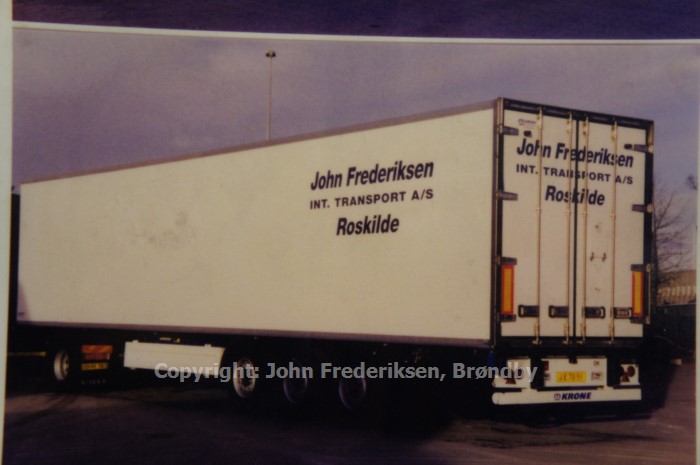 John Frederiksen
INT. TRANSPORT A/S
Roskilde
John Frederiksen
INT. TRANSPORT A/S
Roskilde
Copyright: John Frederiksen, Brøndby
KRONE